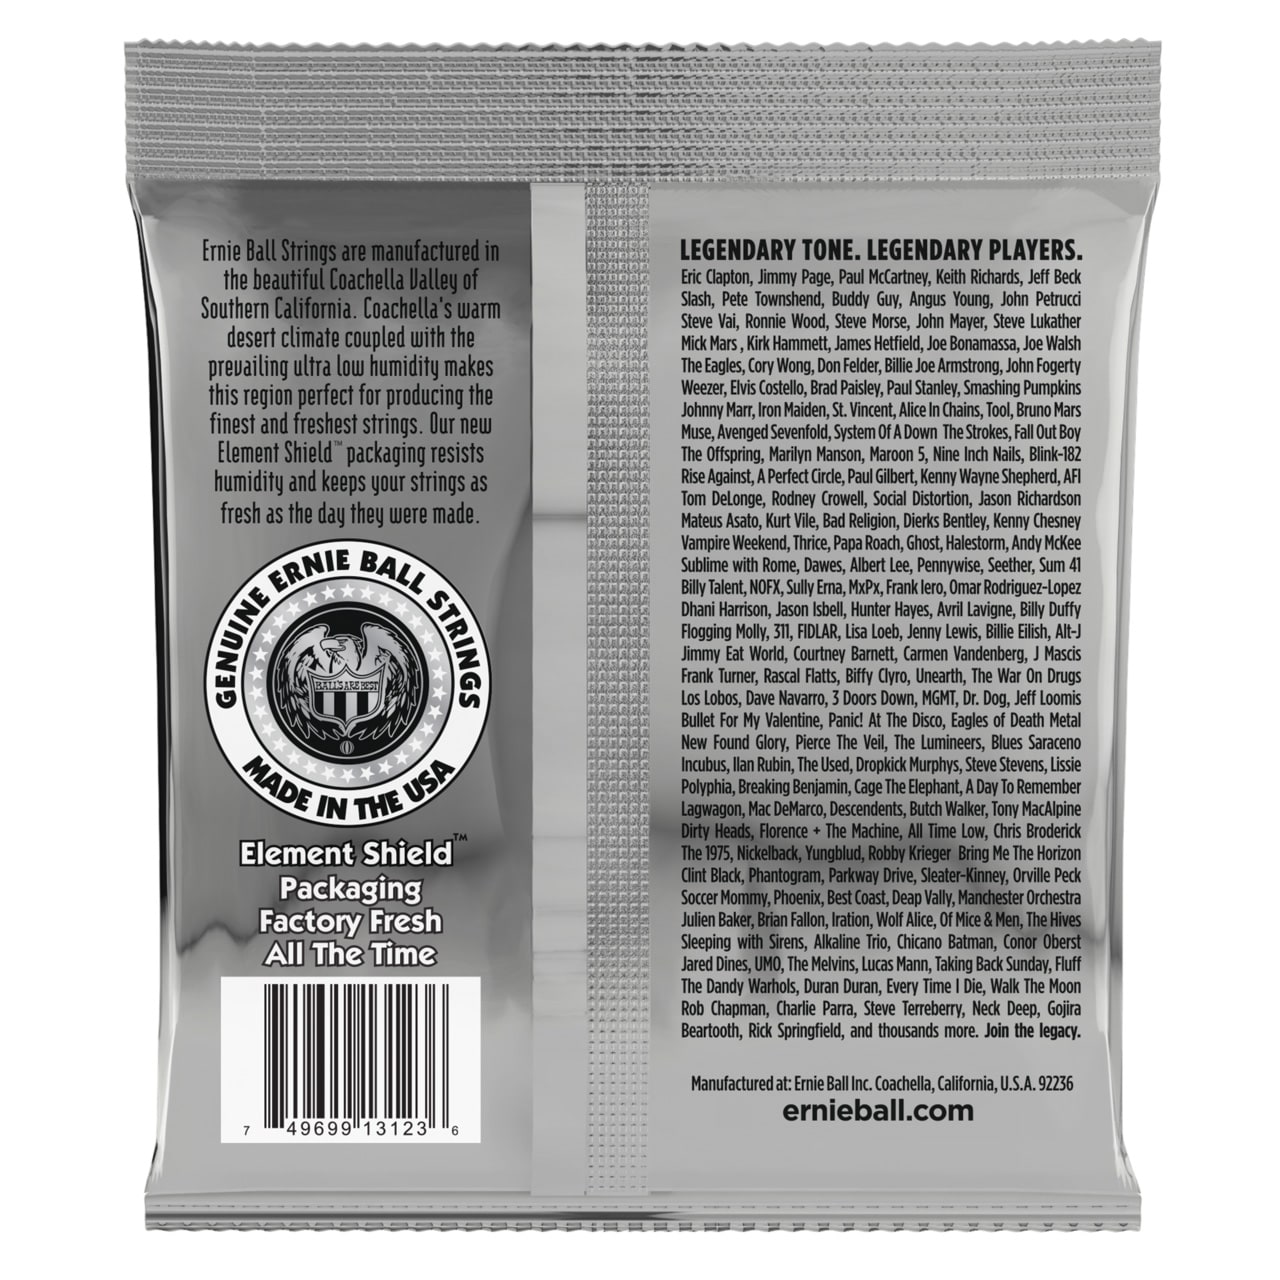 Ernie Ball Strings are manufactured in
the beautiful Coachella Valley of
Southern California. Coachella's warm
desert climate coupled with the
prevailing ultra low humidity makes
this region perfect for producing the
finest and freshest strings. Our new
Element Shield™ packaging resists
humidity and keeps your strings as
fresh as the day they were made.
GENUINE ERNIE BALL STRINGS
BALL'S ARE BEST
MADE IN THE USA
Element Shield™
Packaging
Factory Fresh
All The Time
7 49699 13123 6
LEGENDARY TONE. LEGENDARY PLAYERS.
Eric Clapton, Jimmy Page, Paul McCartney, Keith Richards, Jeff Beck
Slash, Pete Townshend, Buddy Guy, Angus Young, John Petrucci
Steve Vai, Ronnie Wood, Steve Morse, John Mayer, Steve Lukather
Mick Mars , Kirk Hammett, James Hetfield, Joe Bonamassa, Joe Walsh
The Eagles, Cory Wong, Don Felder, Billie Joe Armstrong, John Fogerty
Weezer, Elvis Costello, Brad Paisley, Paul Stanley, Smashing Pumpkins
Johnny Marr, Iron Maiden, St. Vincent, Alice In Chains, Tool, Bruno Mars
Muse, Avenged Sevenfold, System Of A Down The Strokes, Fall Out Boy
The Offspring, Marilyn Manson, Maroon 5, Nine Inch Nails, Blink-182
Rise Against, A Perfect Circle, Paul Gilbert, Kenny Wayne Shepherd, AFI
Tom DeLonge, Rodney Crowell, Social Distortion, Jason Richardson
Mateus Asato, Kurt Vile, Bad Religion, Dierks Bentley, Kenny Chesney
Vampire Weekend, Thrice, Papa Roach, Ghost, Halestorm, Andy McKee
Sublime with Rome, Dawes, Albert Lee, Pennywise, Seether, Sum 41
Billy Talent, NOFX, Sully Erna, MxPx, Frank Iero, Omar Rodriguez-Lopez
Dhani Harrison, Jason Isbell, Hunter Hayes, Avril Lavigne, Billy Duffy
Flogging Molly, 311, FIDLAR, Lisa Loeb, Jenny Lewis, Billie Eilish, Alt-J
Jimmy Eat World, Courtney Barnett, Carmen Vandenberg, J Mascis
Frank Turner, Rascal Flatts, Biffy Clyro, Unearth, The War On Drugs
Los Lobos, Dave Navarro, 3 Doors Down, MGMT, Dr. Dog, Jeff Loomis
Bullet For My Valentine, Panic! At The Disco, Eagles of Death Metal
New Found Glory, Pierce The Veil, The Lumineers, Blues Saraceno
Incubus, Ilan Rubin, The Used, Dropkick Murphys, Steve Stevens, Lissie
Polyphia, Breaking Benjamin, Cage The Elephant, A Day To Remember
Lagwagon, Mac DeMarco, Descendents, Butch Walker, Tony MacAlpine
Dirty Heads, Florence + The Machine, All Time Low, Chris Broderick
The 1975, Nickelback, Yungblud, Robby Krieger Bring Me The Horizon
Clint Black, Phantogram, Parkway Drive, Sleater-Kinney, Orville Peck
Soccer Mommy, Phoenix, Best Coast, Deap Vally, Manchester Orchestra
Julien Baker, Brian Fallon, Iration, Wolf Alice, Of Mice & Men, The Hives
Sleeping with Sirens, Alkaline Trio, Chicano Batman, Conor Oberst
Jared Dines, UMO, The Melvins, Lucas Mann, Taking Back Sunday, Fluff
The Dandy Warhols, Duran Duran, Every Time I Die, Walk The Moon
Rob Chapman, Charlie Parra, Steve Terreberry, Neck Deep, Gojira
Beartooth, Rick Springfield, and thousands more. Join the legacy.
Manufactured at: Ernie Ball Inc. Coachella, California, U.S.A. 92236
ernieball.com